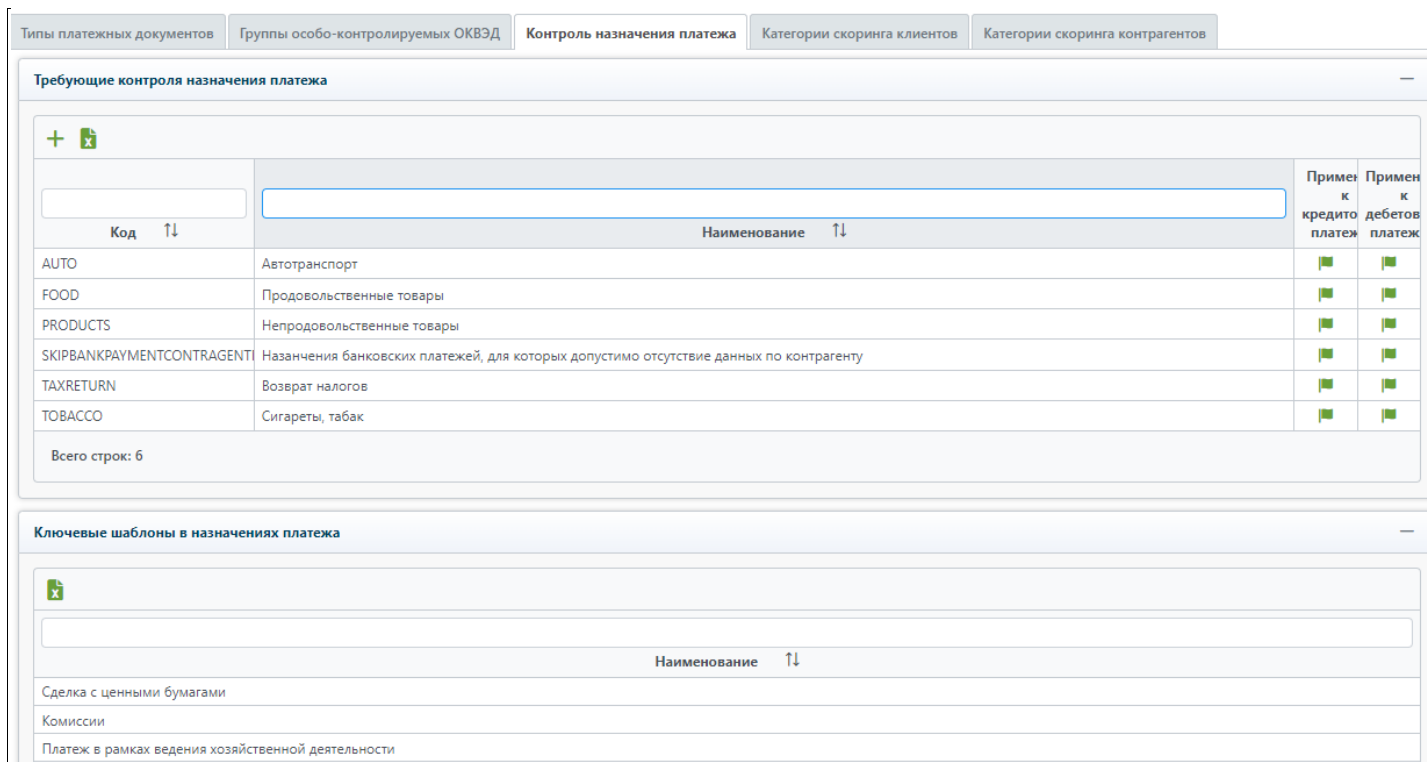 Типы платежных документов Группы особо-контролируемых ОКВЭД Контроль назначения платежа Категории скоринга клиентов Категории скоринга контрагентов
Требующие контроля назначения платежа
Код Наименование
Примен Примен
к к
кредито дебетов
платеж платеж
AUTO Автотранспорт
FOOD Продовольственные товары
PRODUCTS Непродовольственные товары
SKIPBANKPAYMENTCONTRAGENTI Назанчения банковских платежей, для которых допустимо отсутствие данных по контрагенту
TAXRETURN Возврат налогов
TOBACCO Сигареты, табак
Всего строк: 6
Ключевые шаблоны в назначениях платежа
Наименование
Сделка с ценными бумагами
Комиссии
Платеж в рамках ведения хозяйственной деятельности